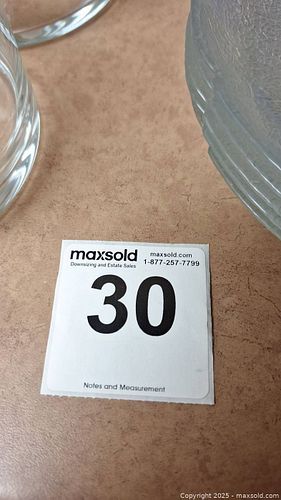 maxsold maxsold.com
Downsizing and Estate Sales 1-877-257-7799
30
Notes and Measurement
Copyright 2025 - maxsold.com